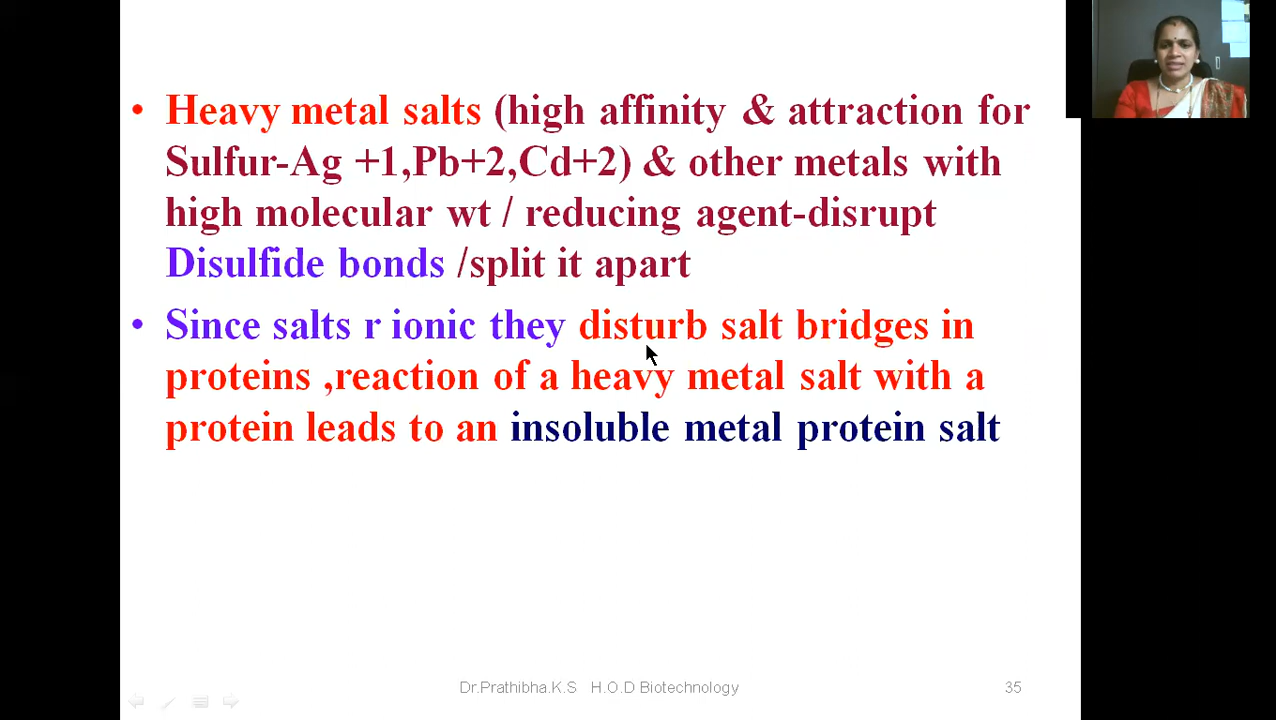 • Heavy metal salts (high affinity & attraction for
Sulfur-Ag +1,Pb+2,Cd+2) & other metals with
high molecular wt / reducing agent-disrupt
Disulfide bonds /split it apart
• Since salts r ionic they disturb salt bridges in
proteins ,reaction of a heavy metal salt with a
protein leads to an insoluble metal protein salt
Dr.Prathibha.K.S H.O.D Biotechnology
35